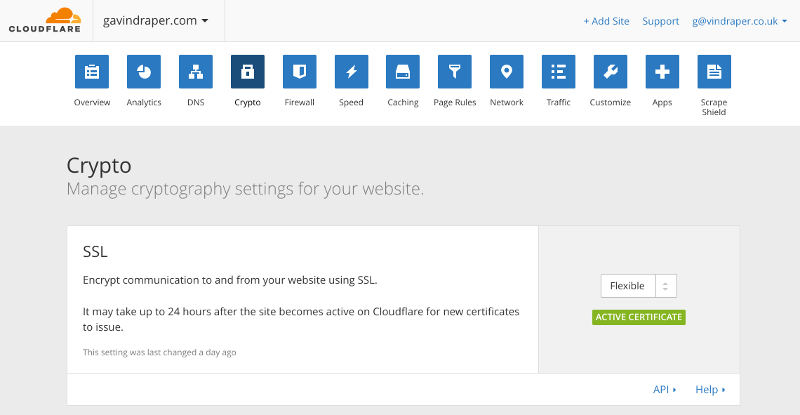 CLOUDFLARE
gavindraper.com
+ Add Site Support g@vindraper.co.uk
Overview Analytics DNS Crypto Firewall Speed Caching Page Rules Network Traffic Customize Apps Scrape Shield
Crypto
Manage cryptography settings for your website.
SSL
Encrypt communication to and from your website using SSL.
It may take up to 24 hours after the site becomes active on Cloudflare for new certificates
to issue.
This setting was last changed a day ago
Flexible
ACTIVE CERTIFICATE
API Help